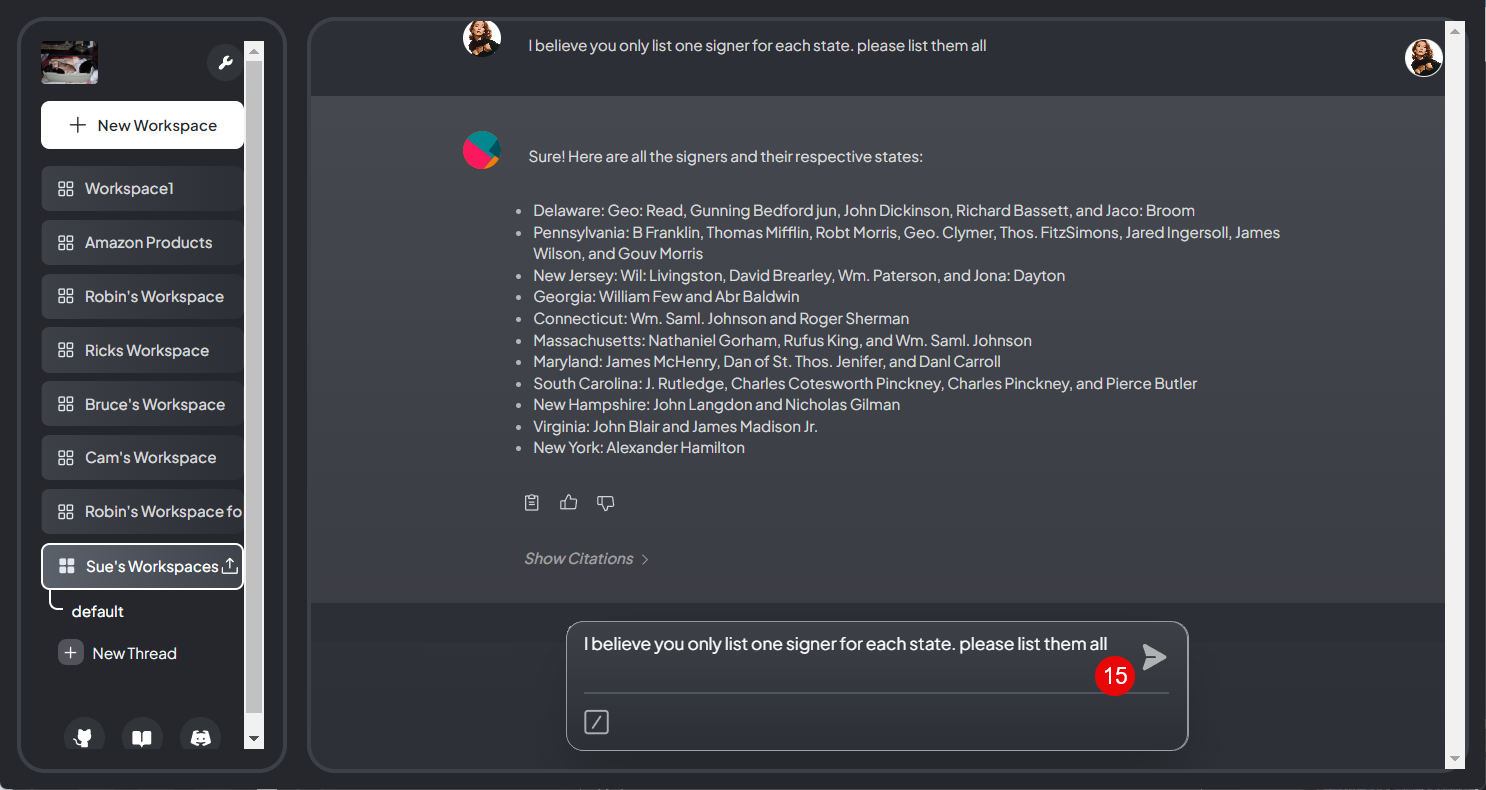 New Workspace
Workspace1
Amazon Products
Robin's Workspace
Ricks Workspace
Bruce's Workspace
Cam's Workspace
Robin's Workspace fo
Sue's Workspaces
default
New Thread
I believe you only list one signer for each state. please list them all
Sure! Here are all the signers and their respective states:
Delaware: Geo: Read, Gunning Bedford jun, John Dickinson, Richard Bassett, and Jaco: Broom
Pennsylvania: B Franklin, Thomas Mifflin, Robt Morris, Geo. Clymer, Thos. FitzSimons, Jared Ingersoll, James
Wilson, and Gouv Morris
New Jersey: Wil: Livingston, David Brearley, Wm. Paterson, and Jona: Dayton
Georgia: William Few and Abr Baldwin
Connecticut: Wm. Saml. Johnson and Roger Sherman
Massachusetts: Nathaniel Gorham, Rufus King, and Wm. Saml. Johnson
Maryland: James McHenry, Dan of St. Thos. Jenifer, and Danl Carroll
South Carolina: J. Rutledge, Charles Cotesworth Pinckney, Charles Pinckney, and Pierce Butler
New Hampshire: John Langdon and Nicholas Gilman
Virginia: John Blair and James Madison Jr.
New York: Alexander Hamilton
Show Citations
I believe you only list one signer for each state. please list them all
15